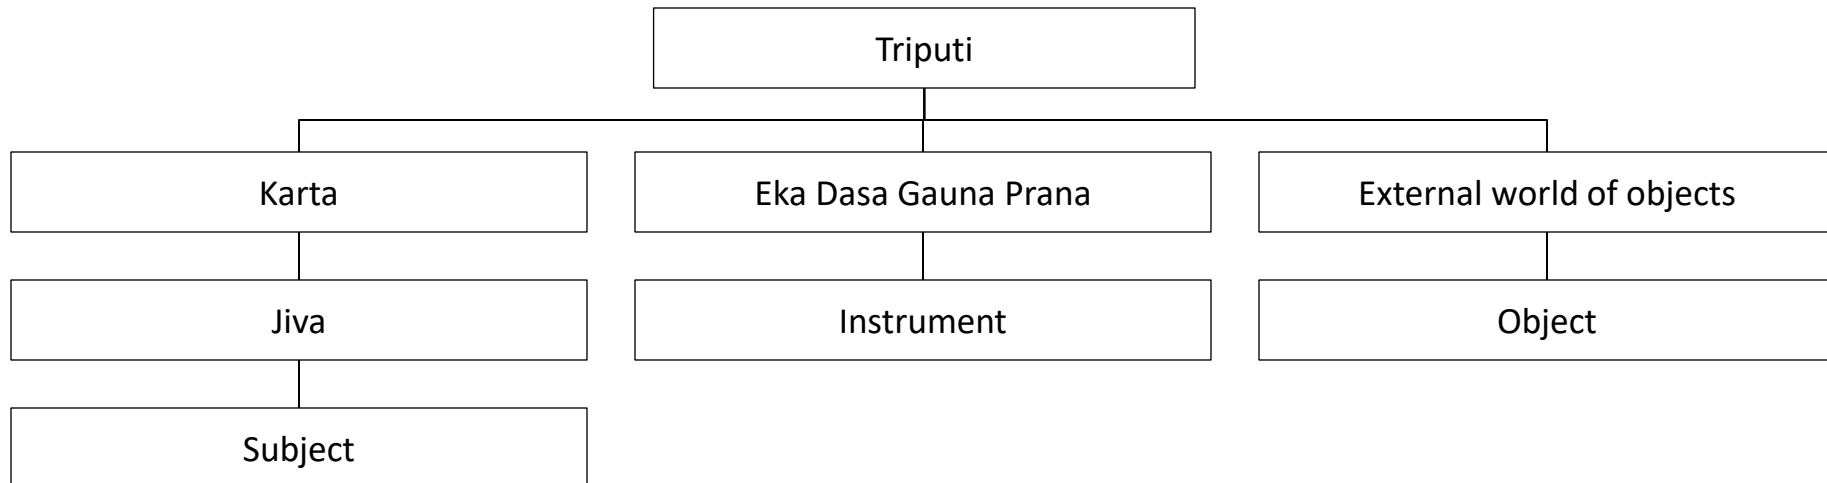 Triputi
Karta
Eka Dasa Gauna Prana
External world of objects
Jiva
Instrument
Object
Subject